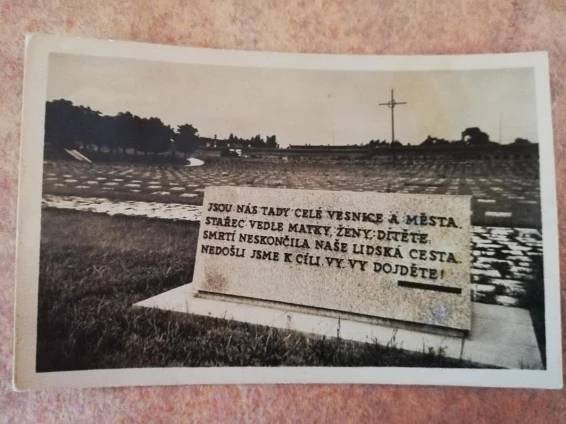 JSOU NÁS TADY CELÉ VESNICE A MĚSTA.
STAŘEC VEDLE MATKY, ŽENY, DÍTĚTE.
SMRTÍ NESKONČILA NAŠE LIDSKÁ CESTA.
NEDOŠLI JSME K CÍLI. VY, VY DOJDĚTE!